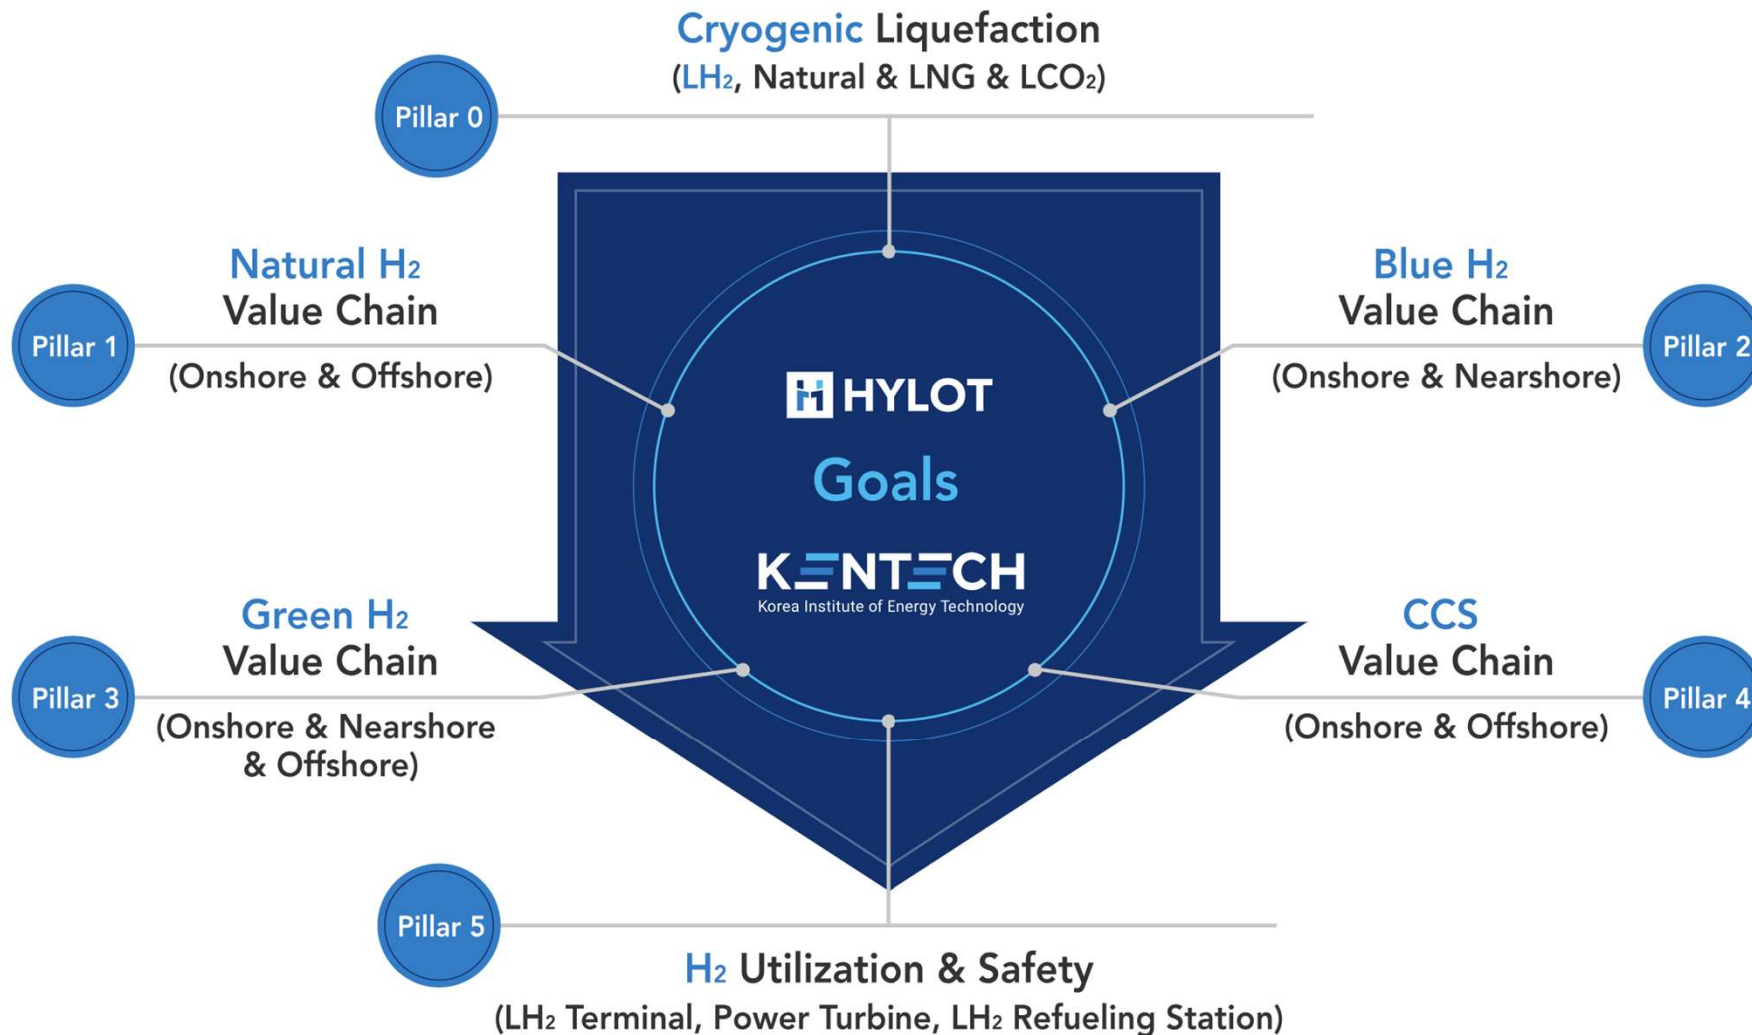 Cryogenic Liquefaction
(LH₂, Natural & LNG & LCO₂)
Pillar 0
Natural H₂
Value Chain
Pillar 1
(Onshore & Offshore)
Blue H₂
Value Chain
Pillar 2
(Onshore & Nearshore)
HYLOT
Goals
KENTECH
Korea Institute of Energy Technology
Green H₂
Value Chain
Pillar 3
(Onshore & Nearshore
& Offshore)
CCS
Value Chain
Pillar 4
(Onshore & Offshore)
Pillar 5
H₂ Utilization & Safety
(LH₂ Terminal, Power Turbine, LH₂ Refueling Station)